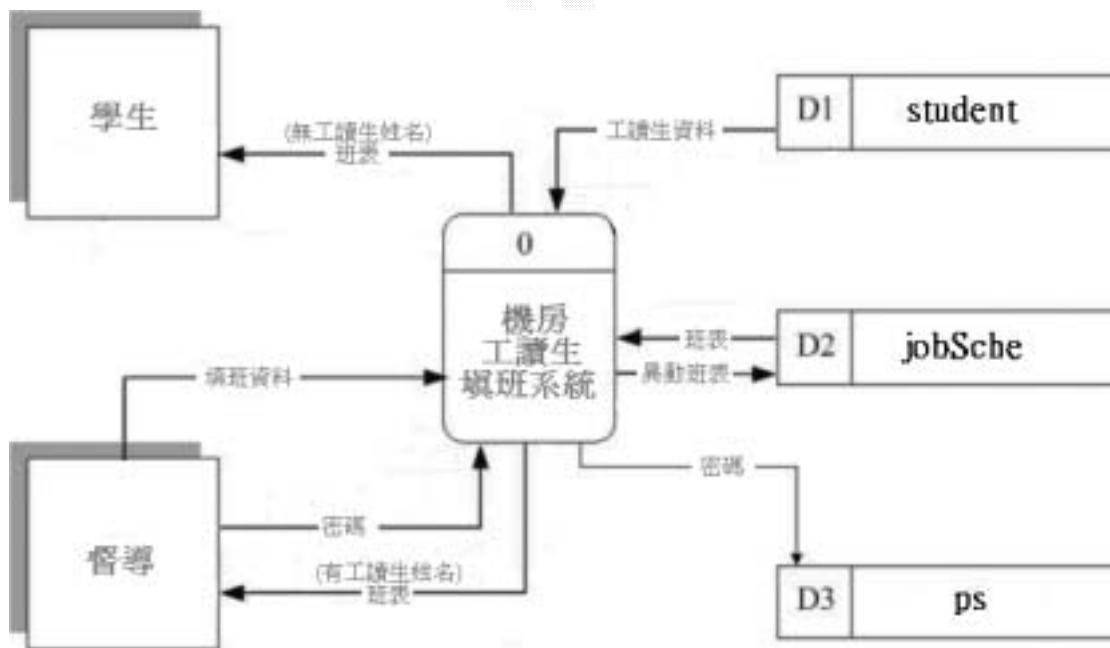 學生
(無工讀生姓名)
班表
工讀生資料
D1
student
0
機房
工讀生
填班系統
班表
異動班表
D2
jobSche
填班資料
密碼
密碼
(有工讀生姓名)
班表
督導
D3
ps